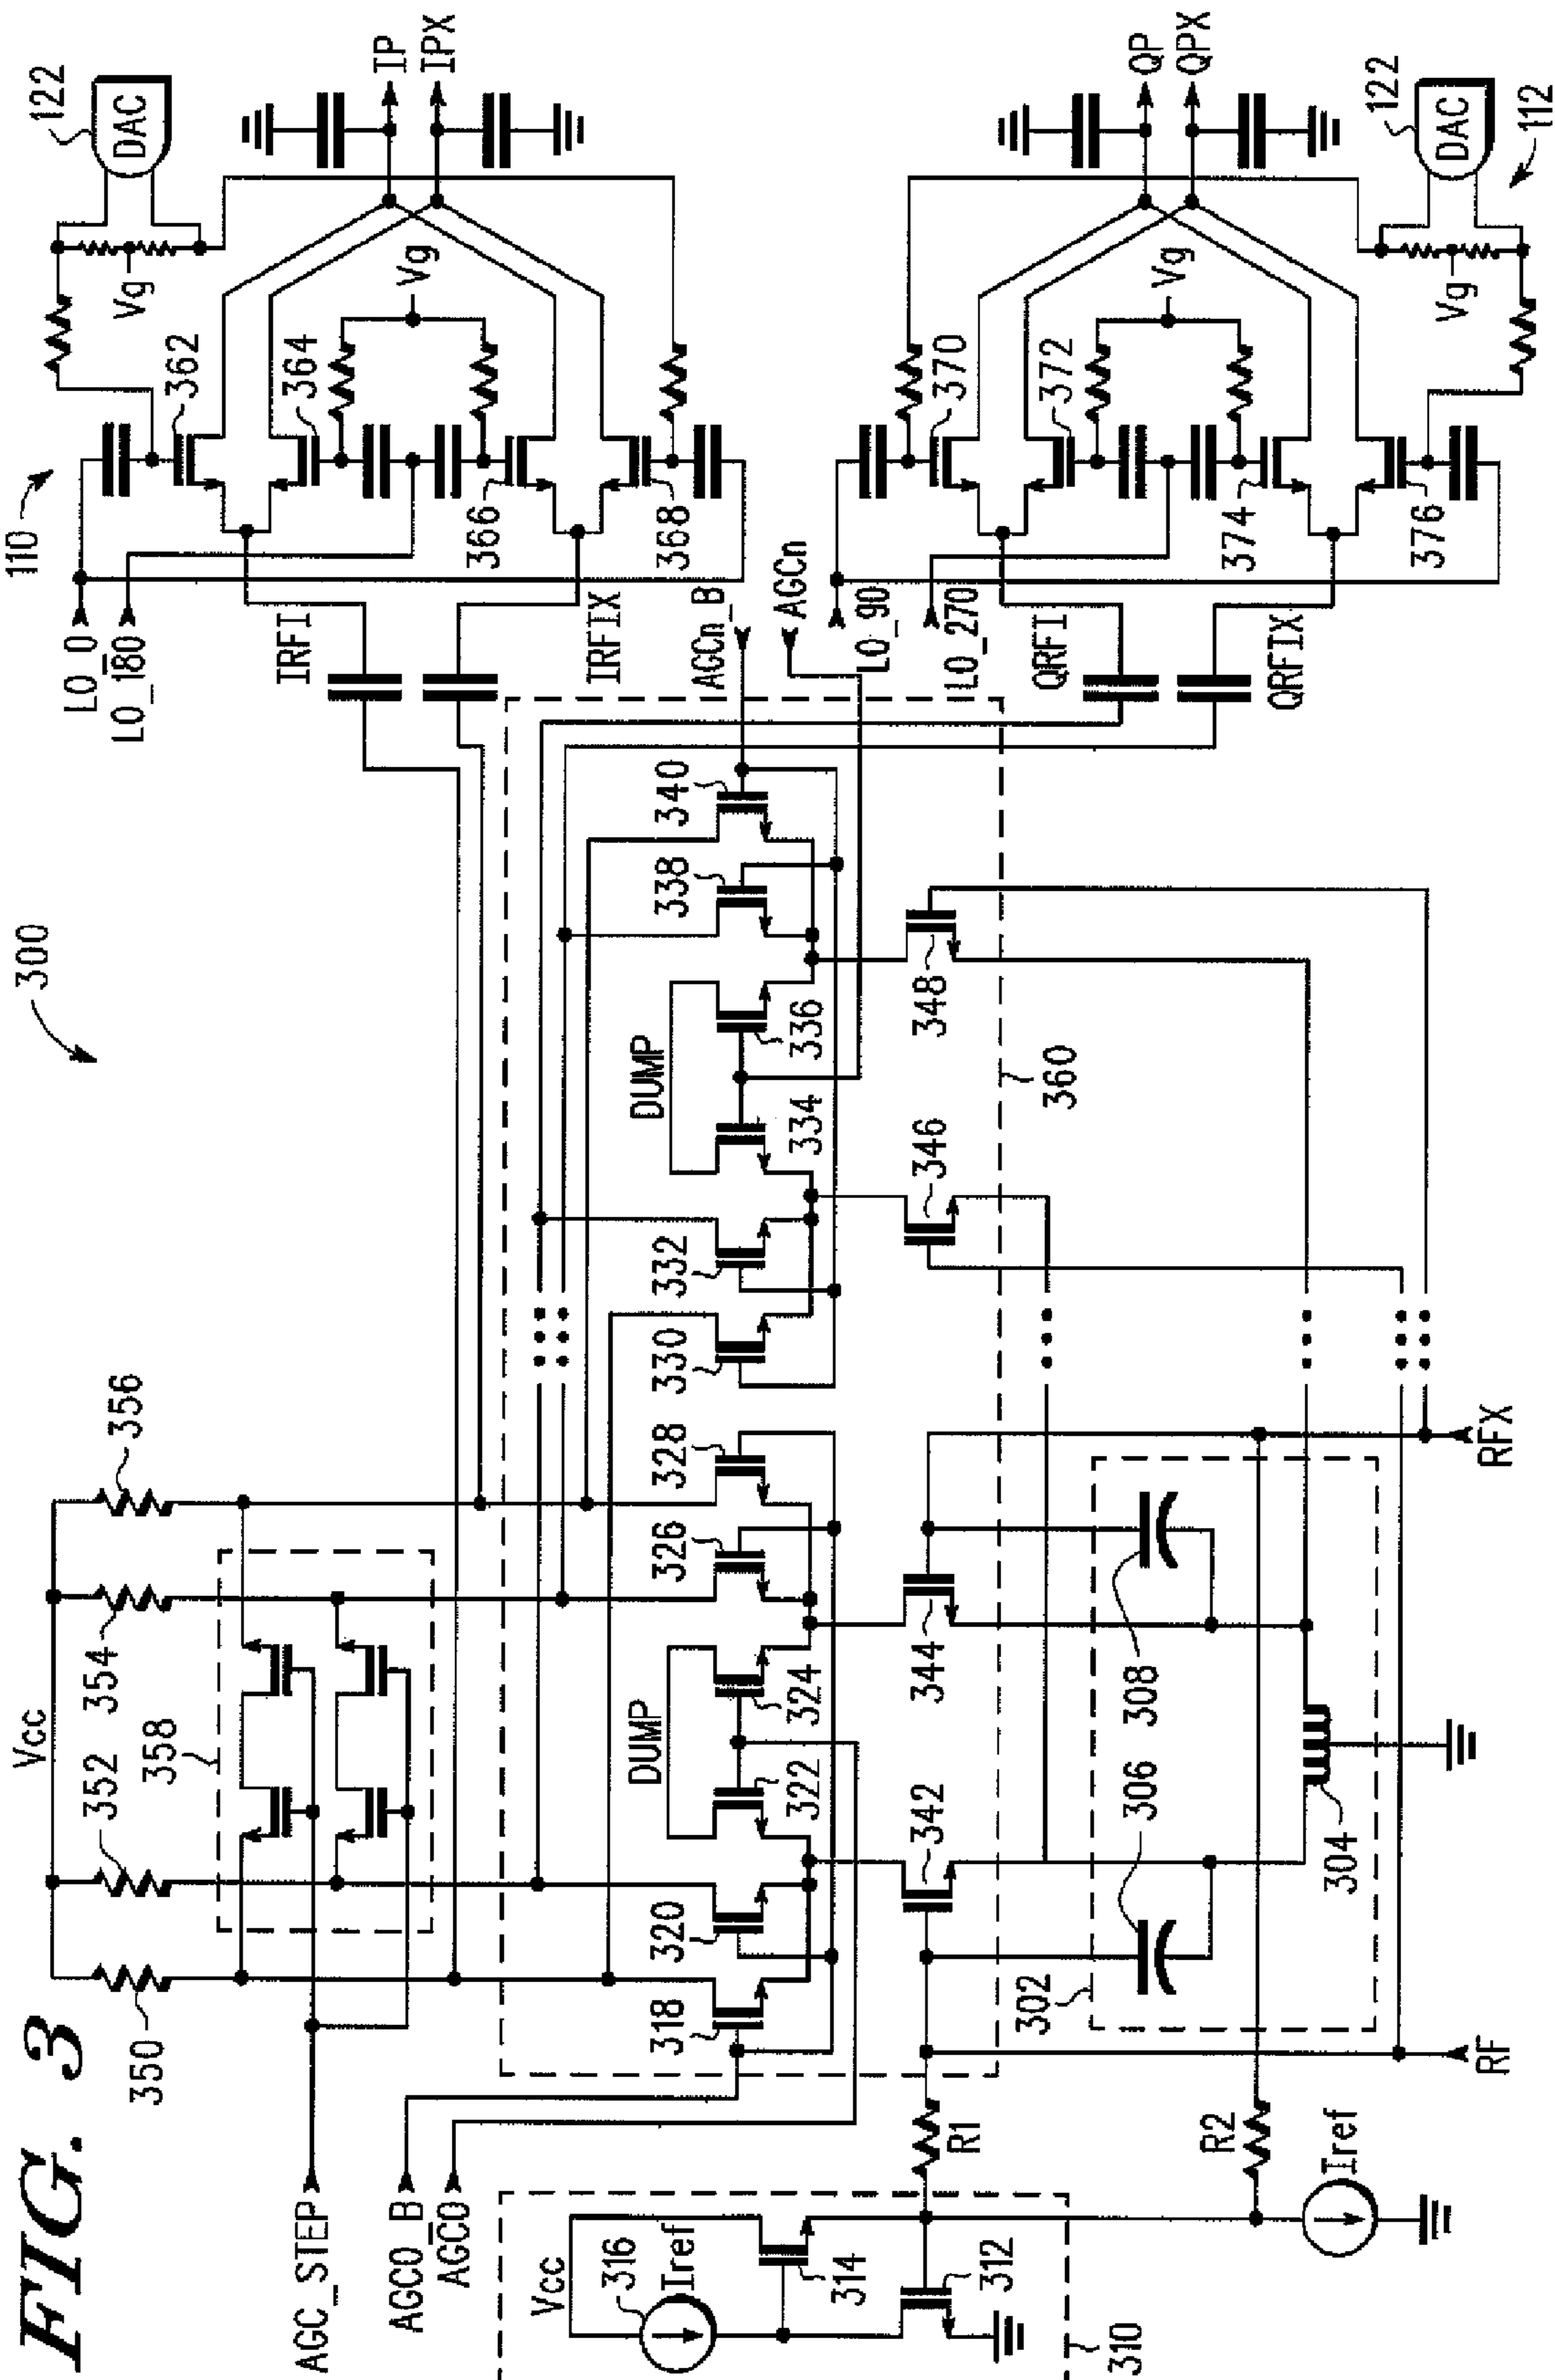 FIG. 3
300
Vcc
350
352
354
356
358
AGC_STEP
AGC0_B
AGC0
Vcc
316
Iref
314
312
310
R1
R2
Iref
318
320
322
324
326
328
DUMP
330
332
334
336
338
340
DUMP
342
344
346
348
360
302
304
306
308
RF
RFX
AGCn_B
AGCn
110
LO_0
LO_180
IRFI
IRFIX
362
364
366
368
Vg
Vg
DAC
122
IP
IPX
LO_90
LO_270
QRFI
QRFIX
370
372
374
376
Vg
Vg
DAC
122
112
QP
QPX